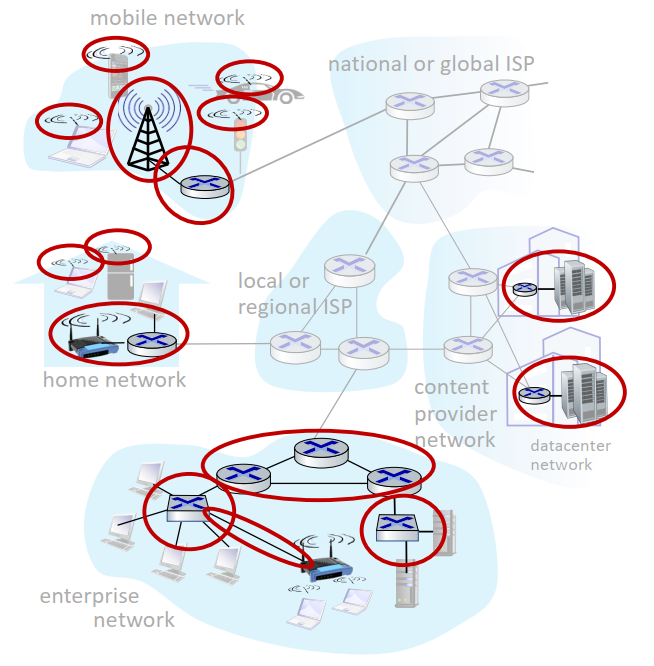 mobile network
national or global ISP
local or
regional ISP
home network
content
provider
network
datacenter
network
enterprise
network